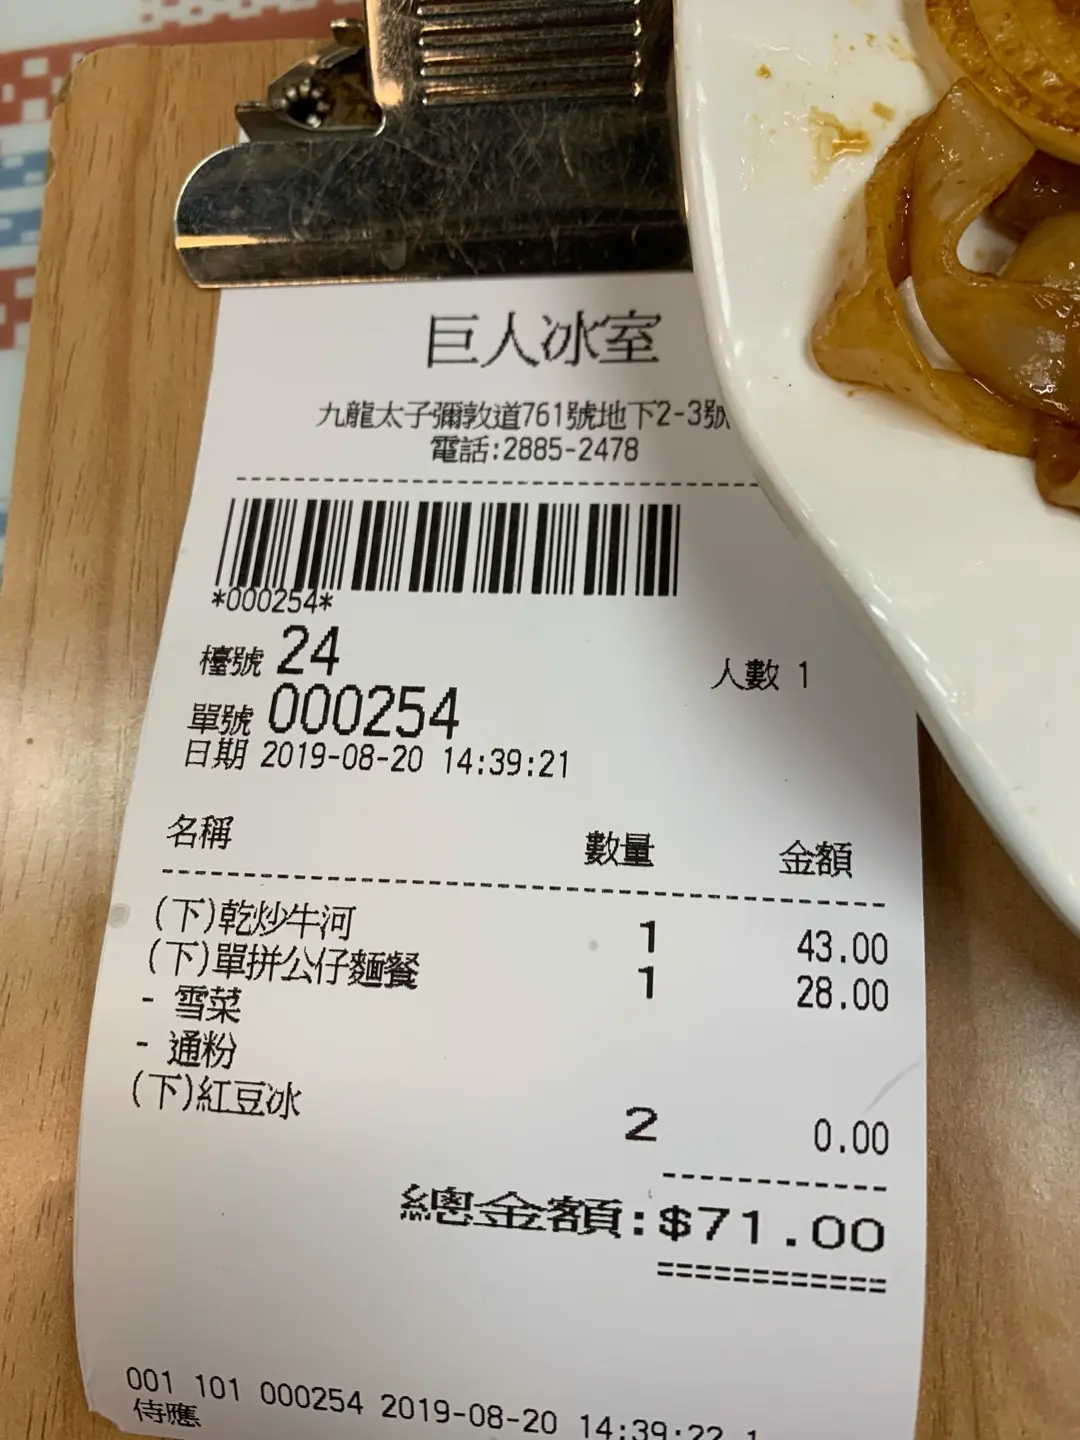 巨人冰室
九龍太子彌敦道761號地下2-3號
電話:2885-2478
*000254*
檯號 24 人數 1
單號 000254
日期 2019-08-20 14:39:21
名稱 數量 金額
(下)乾炒牛河 1 43.00
(下)單拼公仔麵餐 1 28.00
- 雪菜
- 通粉
(下)紅豆冰 2 0.00
總金額:$71.00
001 101 000254 2019-08-20 14:39:22 1
侍應